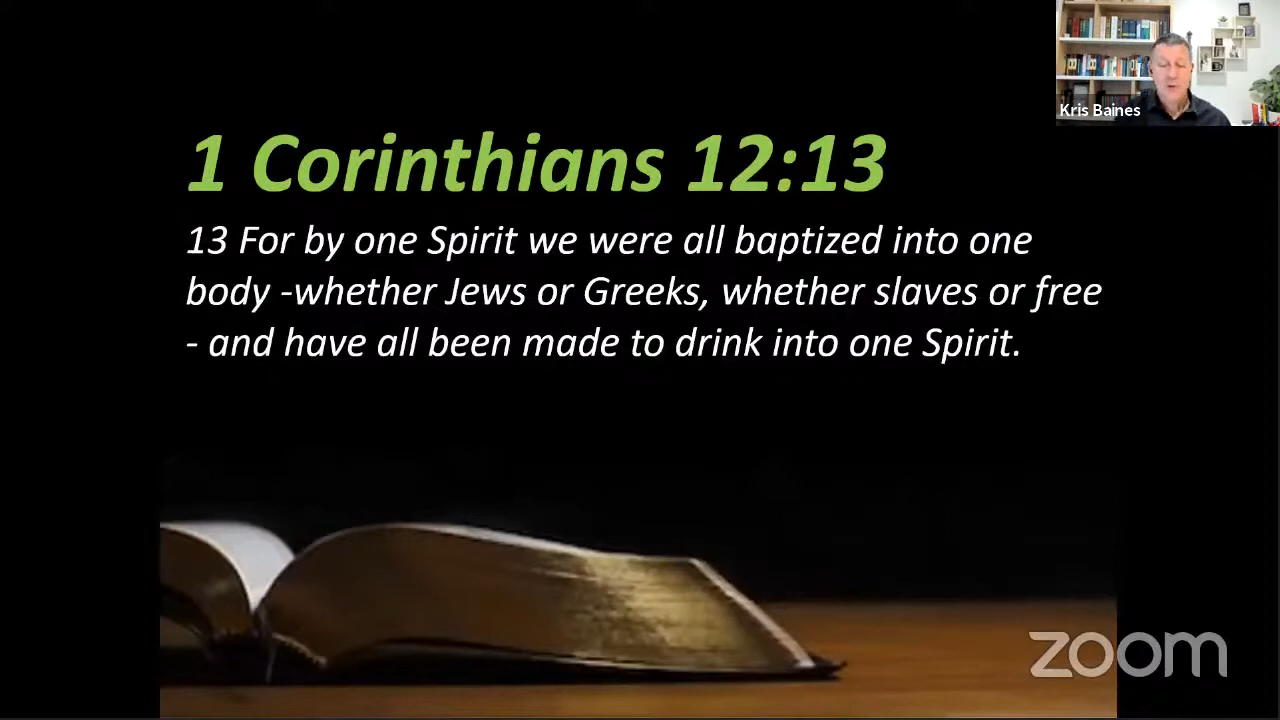 Kris Baines
1 Corinthians 12:13
13 For by one Spirit we were all baptized into one
body -whether Jews or Greeks, whether slaves or free
- and have all been made to drink into one Spirit.
zoom